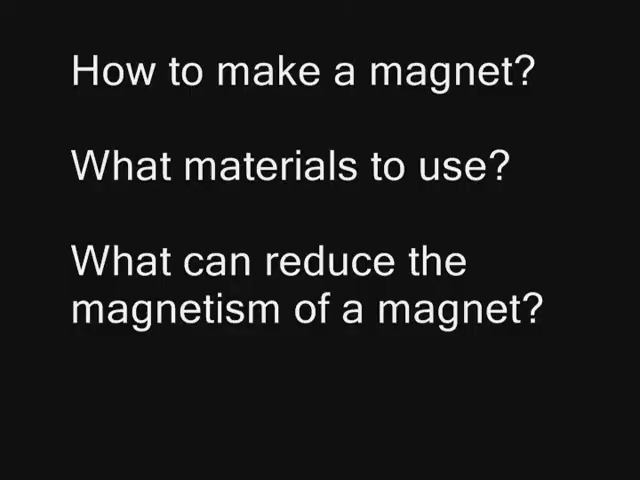 How to make a magnet?
What materials to use?
What can reduce the
magnetism of a magnet?